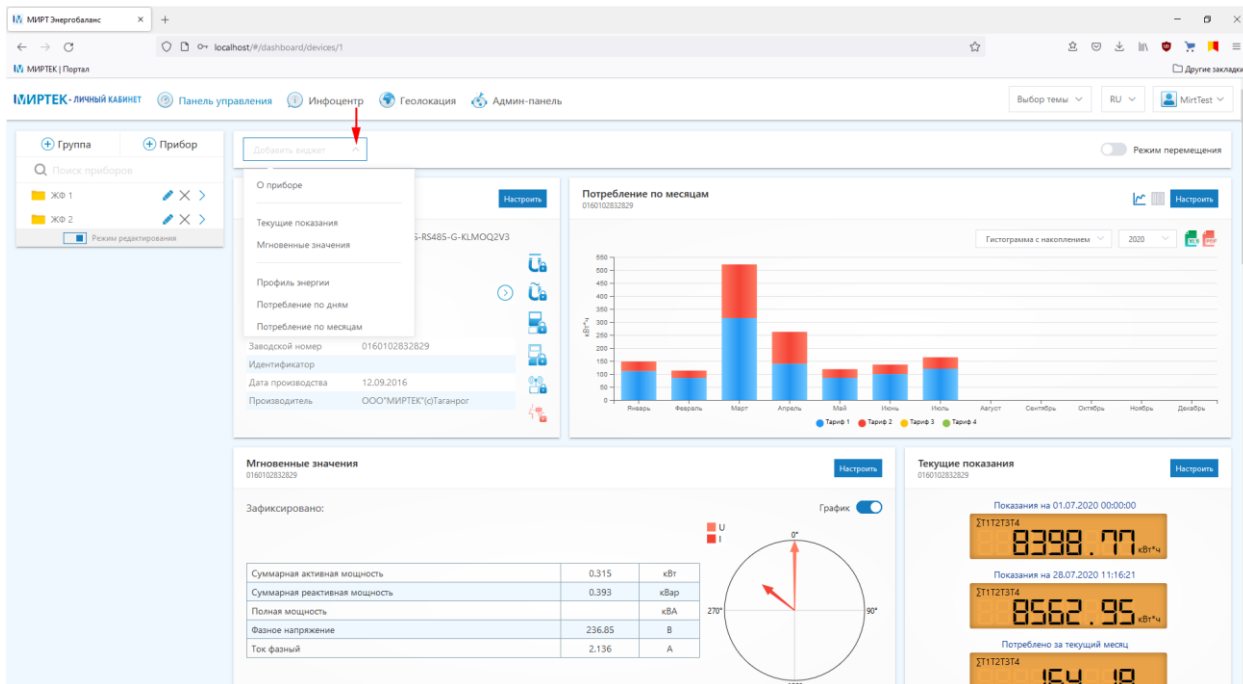 МИРТ Энергобаланс
localhost/#/dashboard/devices/1
МИРТЕК | Портал
Другие закладки
МИРТЕК - ЛИЧНЫЙ КАБИНЕТ Панель управления Инфоцентр Геолокация Админ-панель Выбор темы RU MirtTest
Группа Прибор
Поиск приборов
ЖФ 1
ЖФ 2
Режим редактирования
Добавить виджет
Режим перемещения
О приборе
Текущие показания
Мгновенные значения
Профиль энергии
Потребление по дням
Потребление по месяцам
Настроить
-RS485-G-KLMOQ2V3
Заводской номер 0160102832829
Идентификатор
Дата производства 12.09.2016
Производитель ООО"МИРТЕК"(с)Таганрог
Потребление по месяцам
0160102832829
Настроить
Гистограмма с накоплением 2020
кВт*ч
550
500
450
400
350
300
250
200
150
100
50
0
Январь Февраль Март Апрель Май Июнь Июль Август Сентябрь Октябрь Ноябрь Декабрь
Тариф 1 Тариф 2 Тариф 3 Тариф 4
Мгновенные значения
0160102832829
Настроить
Зафиксировано:
График
U
I
0°
90°
270°
Суммарная активная мощность 0.315 кВт
Суммарная реактивная мощность 0.393 кВар
Полная мощность кВА
Фазное напряжение 236.85 В
Ток фазный 2.136 А
Текущие показания
0160102832829
Настроить
Показания на 01.07.2020 00:00:00
ΣT1T2T3T4
8398.77 кВт*ч
Показания на 28.07.2020 11:16:21
ΣT1T2T3T4
8562.95 кВт*ч
Потреблено за текущий месяц
ΣT1T2T3T4
164.18